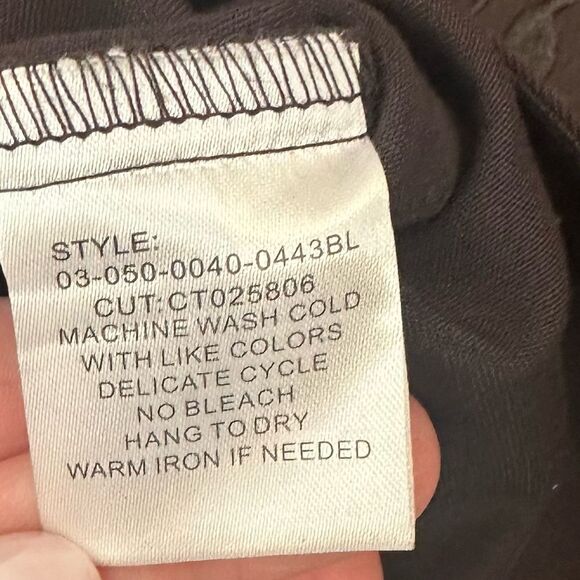 STYLE:
03-050-0040-0443BL
CUT: CT025806
MACHINE WASH COLD
WITH LIKE COLORS
DELICATE CYCLE
NO BLEACH
HANG TO DRY
WARM IRON IF NEEDED